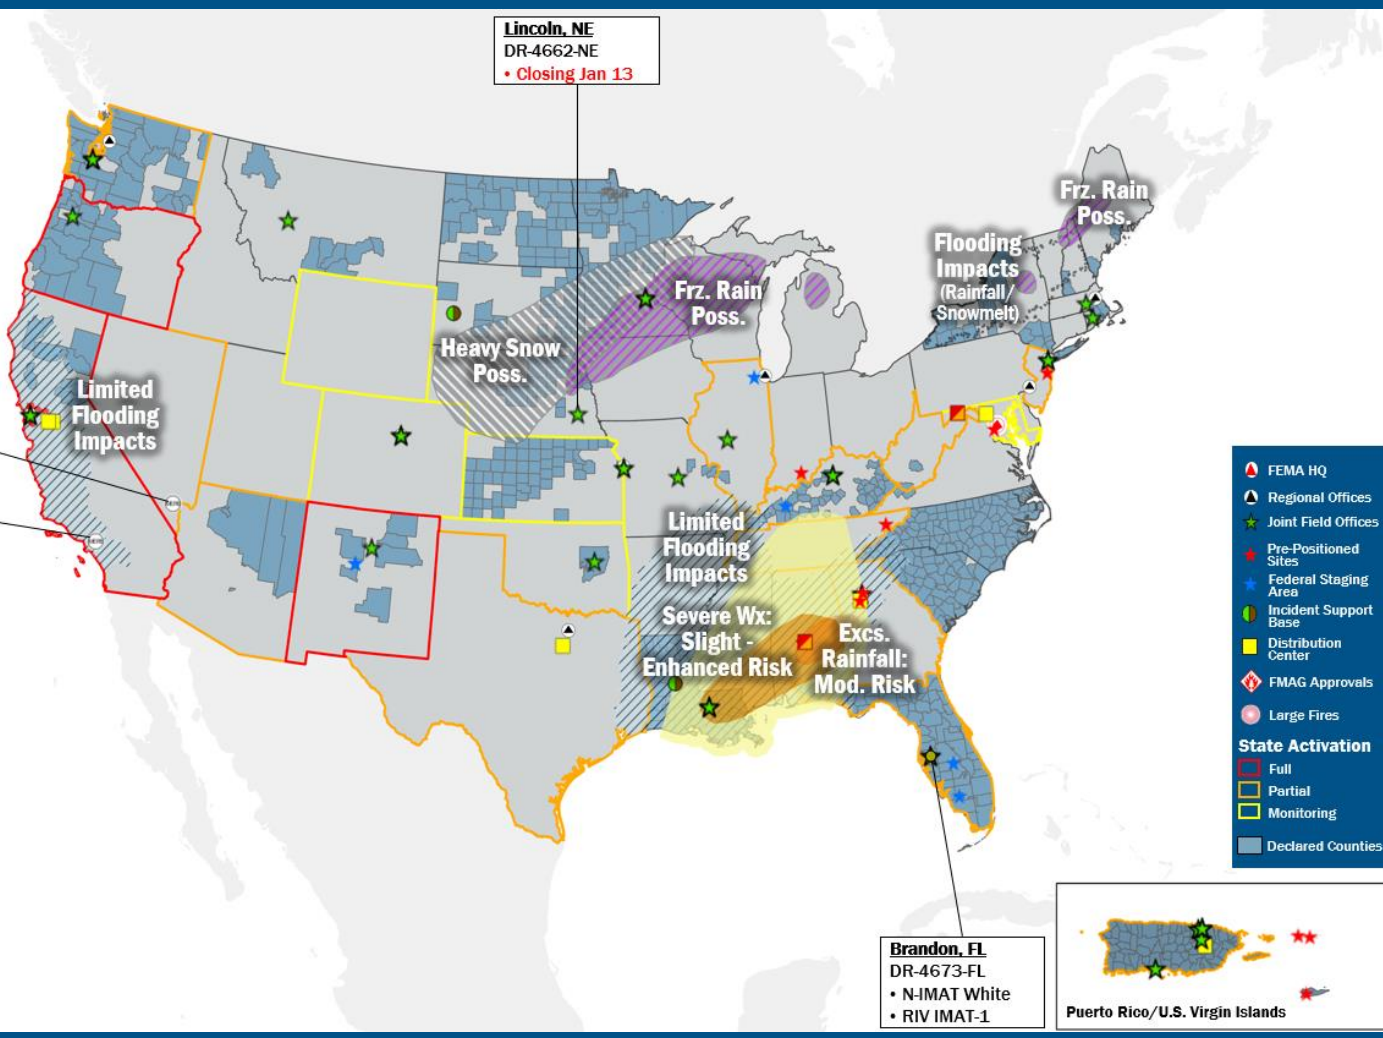 Lincoln, NE
DR-4662-NE
• Closing Jan 13
Frz. Rain
Poss.
Flooding
Impacts
(Rainfall/
Snowmelt)
Frz. Rain
Poss.
Heavy Snow
Poss.
Limited
Flooding
Impacts
Limited
Flooding
Impacts
Severe Wx:
Slight -
Enhanced Risk
Excs.
Rainfall:
Mod. Risk
FEMA HQ
Regional Offices
Joint Field Offices
Pre-Positioned
Sites
Federal Staging
Area
Incident Support
Base
Distribution
Center
FMAG Approvals
Large Fires
State Activation
Full
Partial
Monitoring
Declared Counties
Brandon, FL
DR-4673-FL
• N-IMAT White
• RIV IMAT-1
Puerto Rico/U.S. Virgin Islands